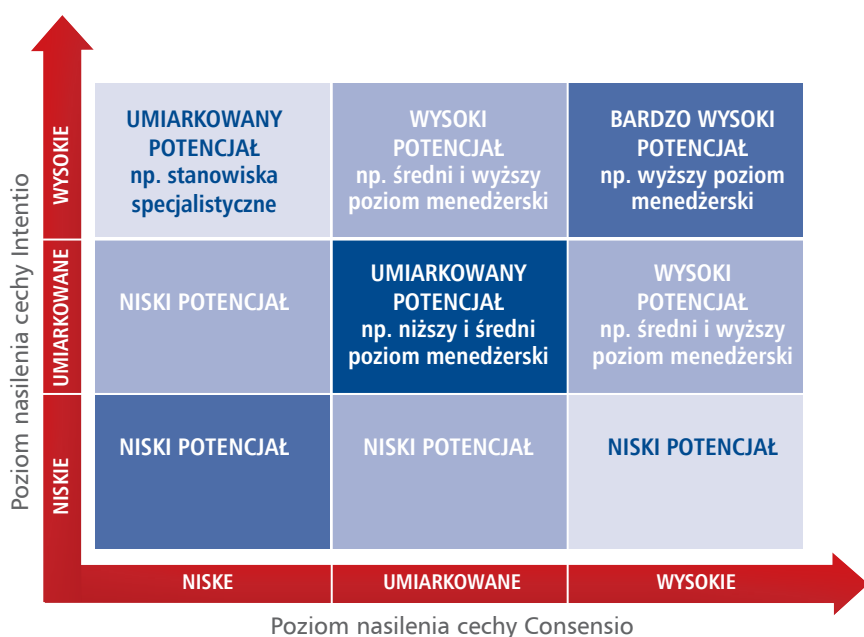 Poziom nasilenia cechy Intentio
WYSOKIE
UMIARKOWANE
NISKIE
UMIARKOWANY
POTENCJAŁ
np. stanowiska
specjalistyczne
WYSOKI
POTENCJAŁ
np. średni i wyższy
poziom menedżerski
BARDZO WYSOKI
POTENCJAŁ
np. wyższy poziom
menedżerski
NISKI POTENCJAŁ
UMIARKOWANY
POTENCJAŁ
np. niższy i średni
poziom menedżerski
WYSOKI
POTENCJAŁ
np. średni i wyższy
poziom menedżerski
NISKI POTENCJAŁ
NISKI POTENCJAŁ
NISKI POTENCJAŁ
NISKE
UMIARKOWANE
WYSOKIE
Poziom nasilenia cechy Consensio